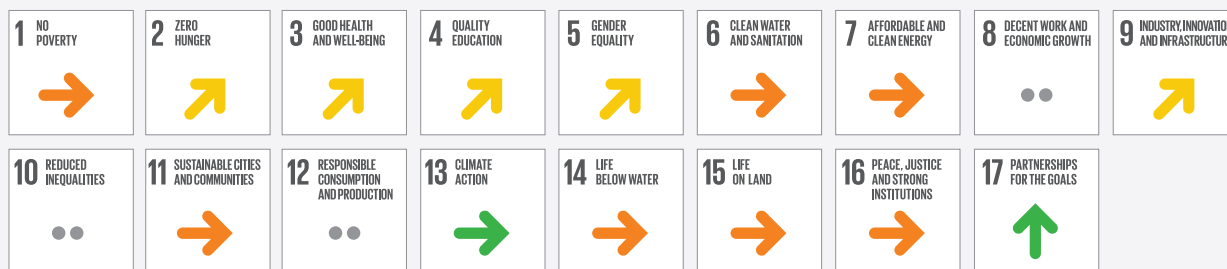 1 NO POVERTY
2 ZERO HUNGER
3 GOOD HEALTH AND WELL-BEING
4 QUALITY EDUCATION
5 GENDER EQUALITY
6 CLEAN WATER AND SANITATION
7 AFFORDABLE AND CLEAN ENERGY
8 DECENT WORK AND ECONOMIC GROWTH
9 INDUSTRY, INNOVATIO AND INFRASTRUCTUR
10 REDUCED INEQUALITIES
11 SUSTAINABLE CITIES AND COMMUNITIES
12 RESPONSIBLE CONSUMPTION AND PRODUCTION
13 CLIMATE ACTION
14 LIFE BELOW WATER
15 LIFE ON LAND
16 PEACE, JUSTICE AND STRONG INSTITUTIONS
17 PARTNERSHIPS FOR THE GOALS